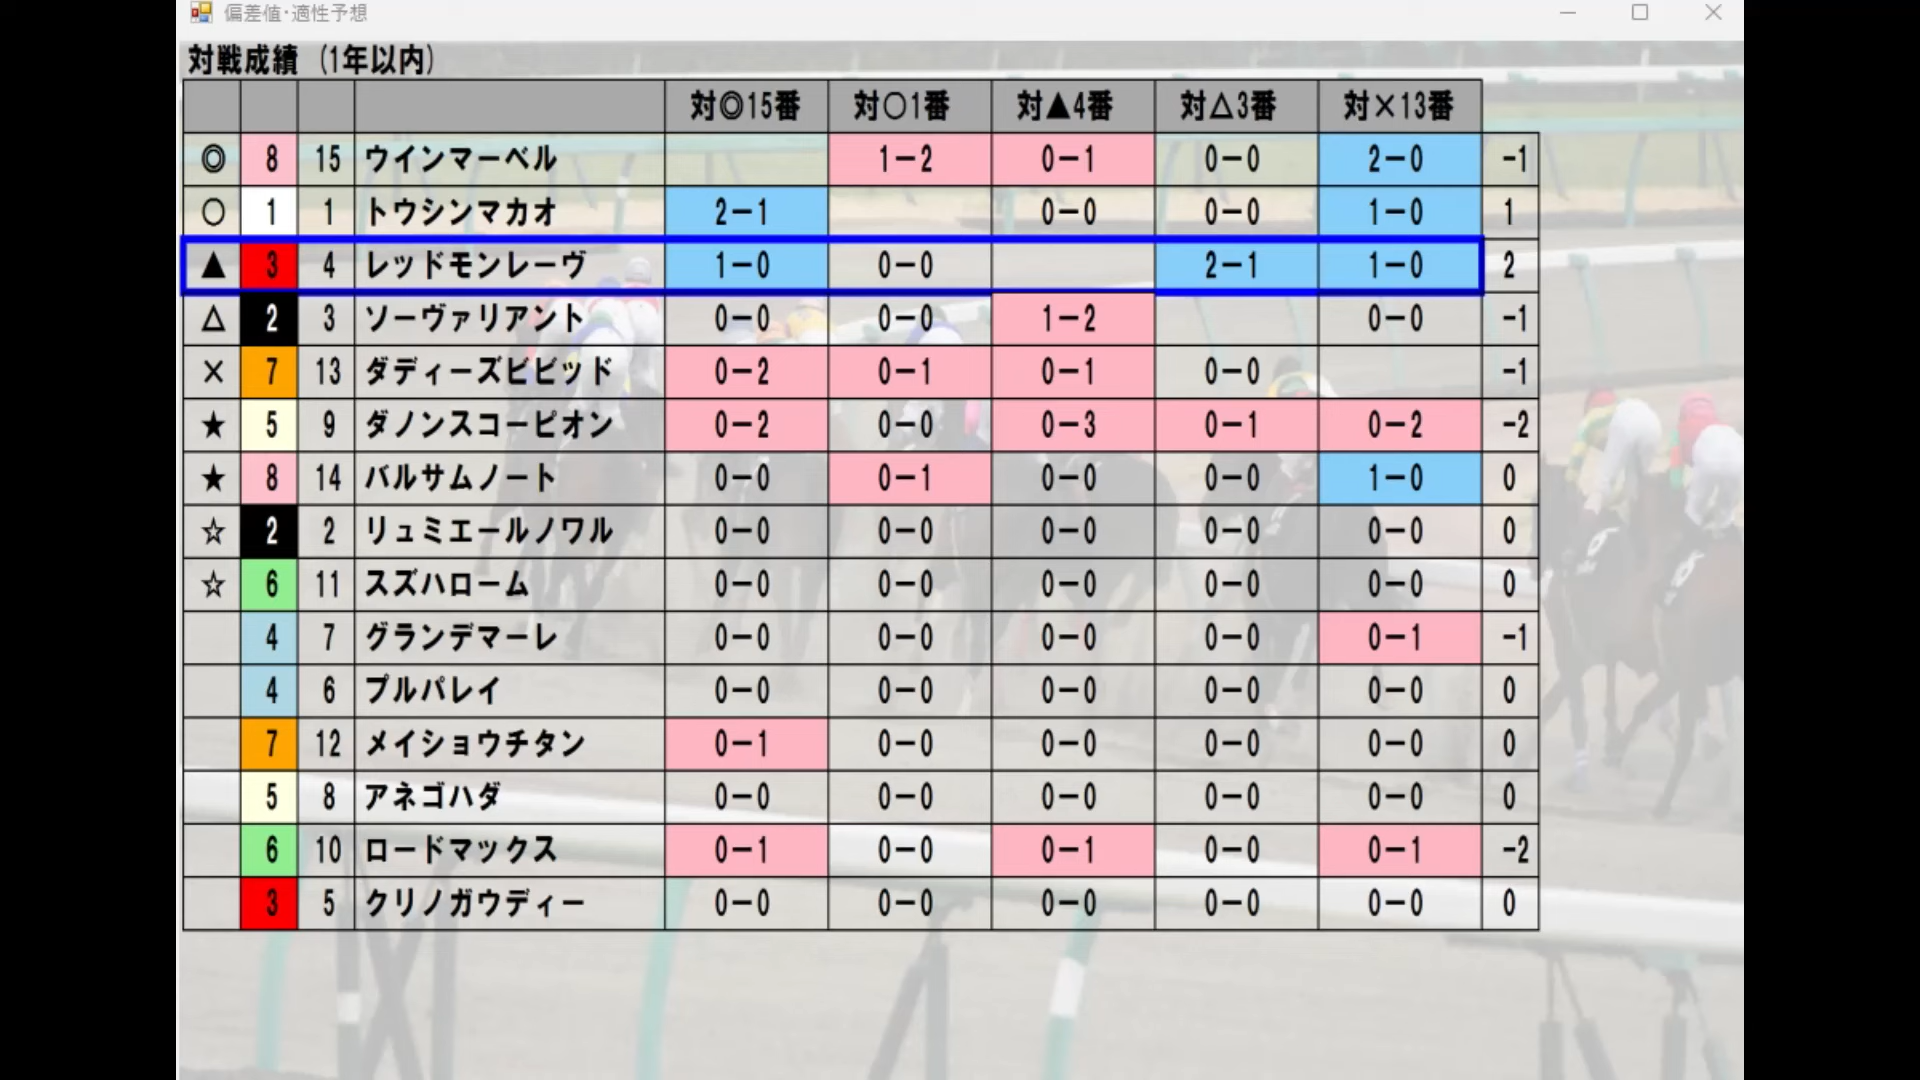 偏差値・適性予想
対戦成績 (1年以内)
対◎15番 対○1番 対▲4番 対△3番 対×13番
◎ 8 15 ウインマーベル 1-2 0-1 0-0 2-0 -1
○ 1 1 トウシンマカオ 2-1 0-0 0-0 1-0 1
▲ 3 4 レッドモンレーヴ 1-0 0-0 2-1 1-0 2
△ 2 3 ソーヴァリアント 0-0 0-0 1-2 0-0 -1
× 7 13 ダディーズビビッド 0-2 0-1 0-1 0-0 -1
★ 5 9 ダノンスコーピオン 0-2 0-0 0-3 0-1 0-2 -2
★ 8 14 バルサムノート 0-0 0-1 0-0 0-0 1-0 0
☆ 2 2 リュミエールノワル 0-0 0-0 0-0 0-0 0-0 0
☆ 6 11 スズハローム 0-0 0-0 0-0 0-0 0-0 0
4 7 グランデマーレ 0-0 0-0 0-0 0-0 0-1 -1
4 6 プルパレイ 0-0 0-0 0-0 0-0 0-0 0
7 12 メイショウチタン 0-1 0-0 0-0 0-0 0-0 0
5 8 アネゴハダ 0-0 0-0 0-0 0-0 0-0 0
6 10 ロードマックス 0-1 0-0 0-1 0-0 0-1 -2
3 5 クリノガウディー 0-0 0-0 0-0 0-0 0-0 0